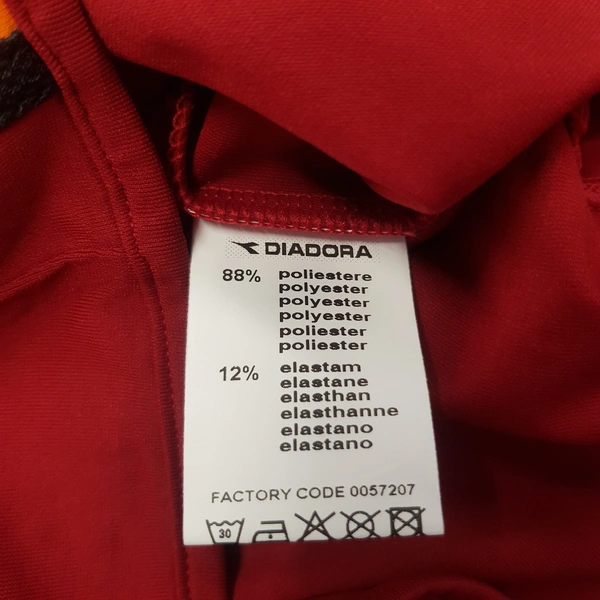 DIADORA
88% poliestere
polyester
polyester
polyester
poliester
poliester
12% elastam
elastane
elasthan
elasthanne
elastano
elastano
FACTORY CODE 0057207
30